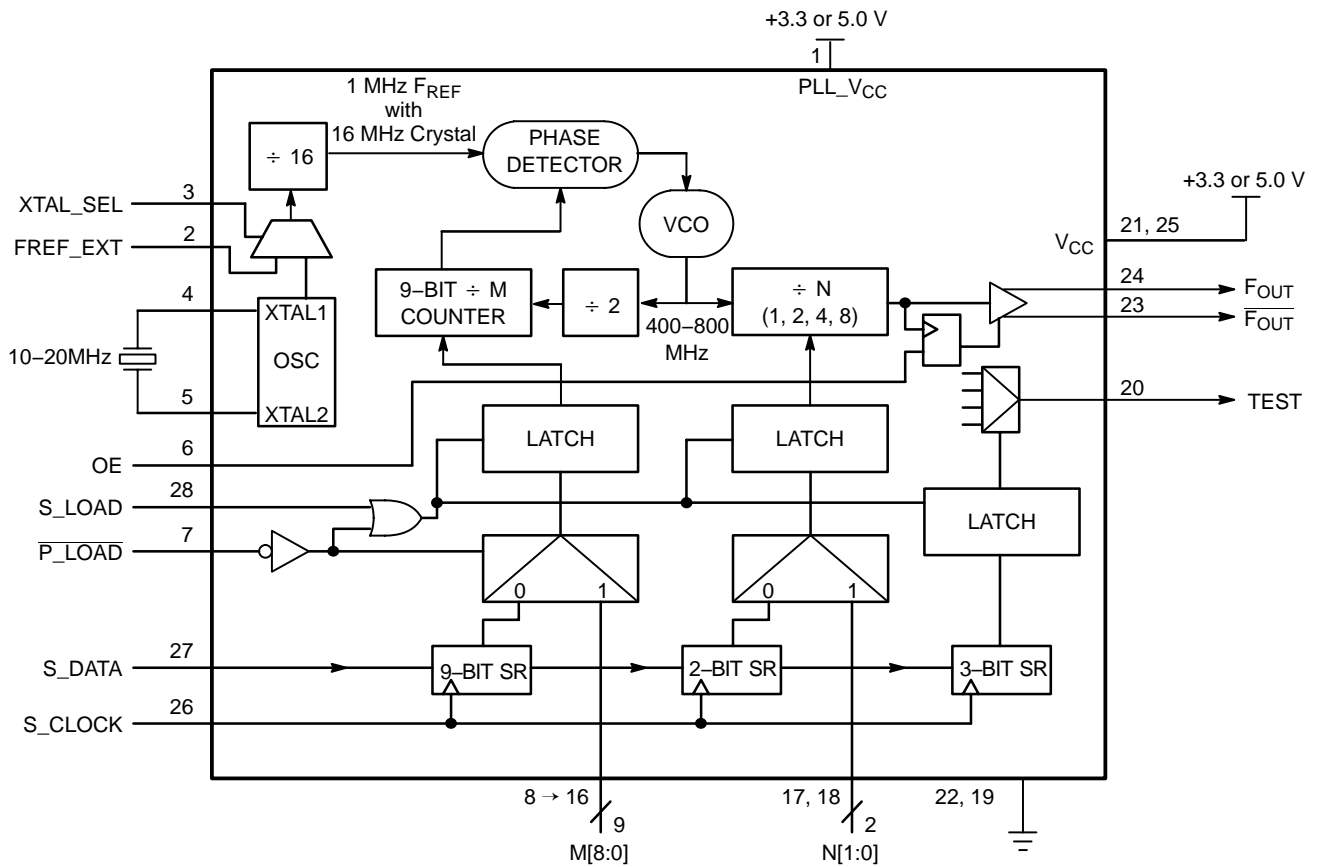 +3.3 or 5.0 V
1
PLL_VCC
1 MHz FREF
with
16 MHz Crystal
÷ 16
PHASE
DETECTOR
+3.3 or 5.0 V
XTAL_SEL
3
VCO
21, 25
VCC
FREF_EXT
2
9–BIT ÷ M
COUNTER
÷ 2
÷ N
(1, 2, 4, 8)
24
FOUT
4
XTAL1
400–800
MHz
23
FOUT
10–20MHz
OSC
5
XTAL2
20
TEST
LATCH
LATCH
OE
6
S_LOAD
28
LATCH
P_LOAD
7
0
1
0
1
S_DATA
27
9–BIT SR
2–BIT SR
3–BIT SR
S_CLOCK
26
8 → 16
9
M[8:0]
17, 18
2
N[1:0]
22, 19